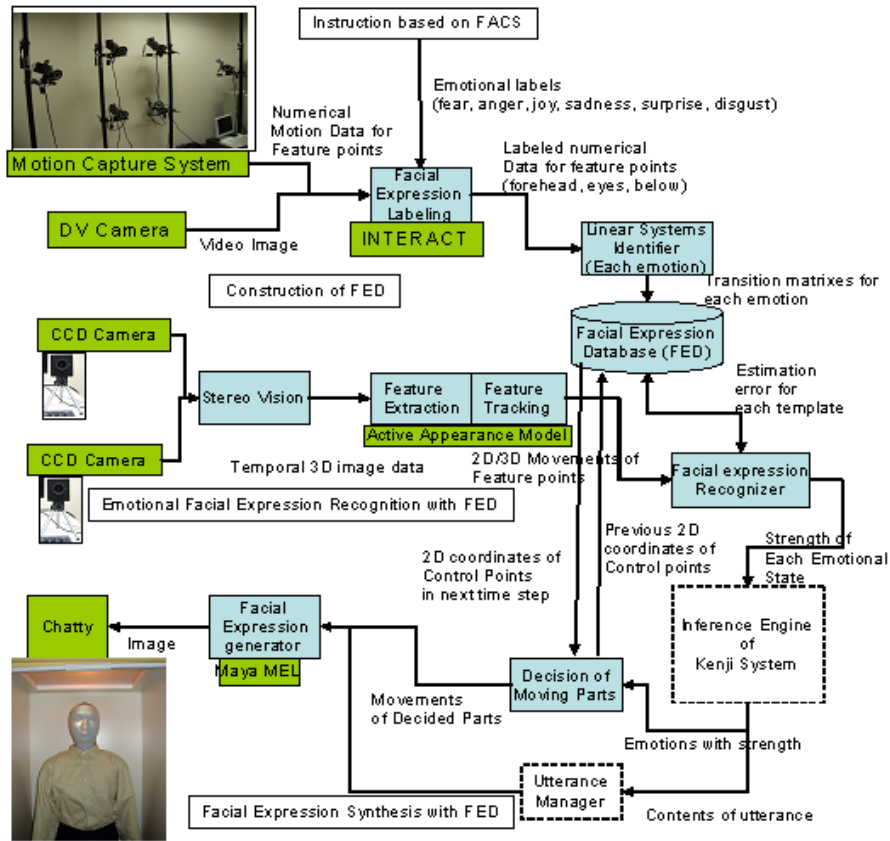 Instruction based on FACS
Emotional labels
(fear, anger, joy, sadness, surprise, disgust)
Numerical
Motion Data for
Feature points
Motion Capture System
Labeled numerical
Data for feature points
(forehead, eyes, below)
Facial
Expression
Labeling
INTERACT
DV Camera
Video Image
Linear Systems
Identifier
(Each emotion)
Transition matrixes for
each emotion
Construction of FED
Facial Expression
Database (FED)
CCD Camera
Estimation
error for
each template
Stereo Vision
Feature
Extraction
Feature
Tracking
Active Appearance Model
CCD Camera
Temporal 3D image data
2D/3D Movements of
Feature points
Facial expression
Recognizer
Emotional Facial Expression Recognition with FED
Previous 2D
coordinates of
Control points
Strength of
Each Emotional
State
2D coordinates of
Control Points
in next time step
Chatty
Image
Facial
Expression
generator
Maya MEL
Inference Engine
of
Kenji System
Decision of
Moving Parts
Movements
of Decided Parts
Emotions with strength
Utterance
Manager
Contents of utterance
Facial Expression Synthesis with FED